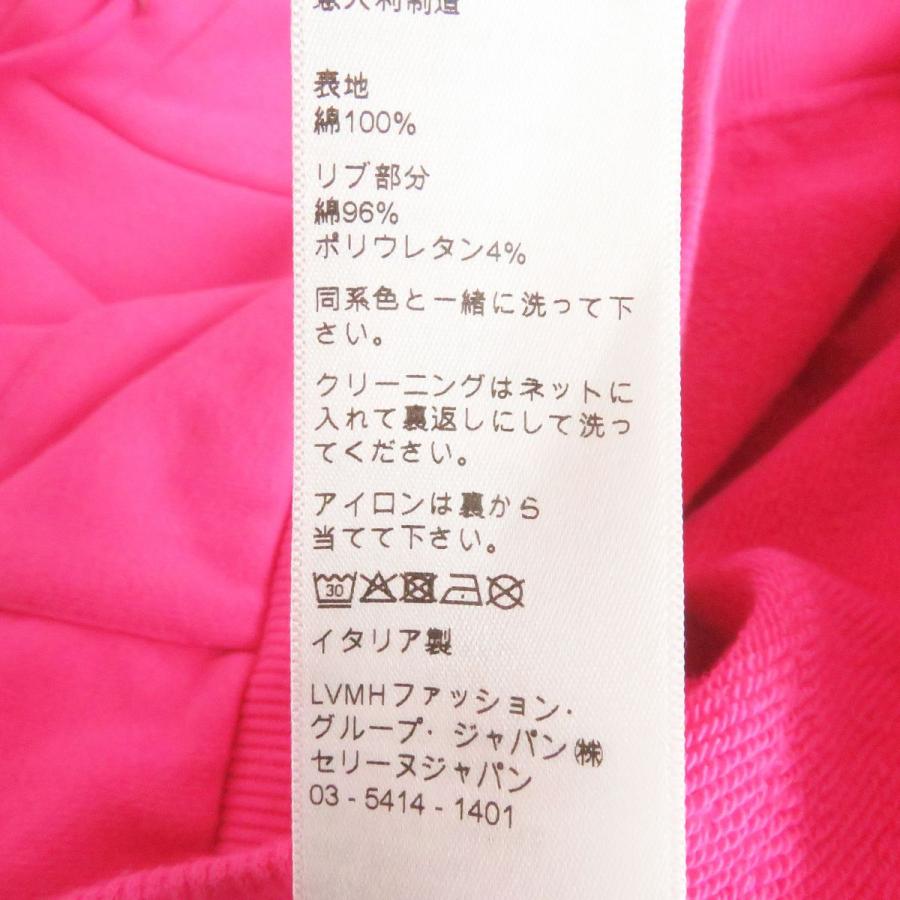 意大利制造
表地
綿100%
リブ部分
綿96%
ポリウレタン4%
同系色と一緒に洗って下
さい。
クリーニングはネットに
入れて裏返しにして洗っ
てください。
アイロンは裏から
当てて下さい。
30
イタリア製
LVMHファッション・
グループ・ジャパン㈱
セリーヌジャパン
03 - 5414 - 1401